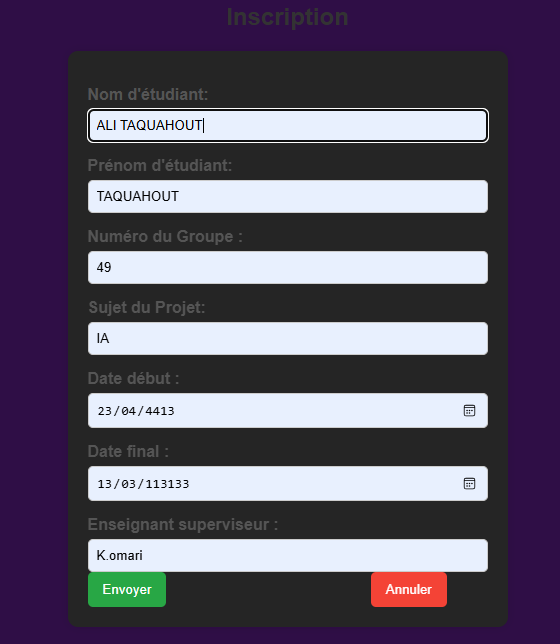 Inscription
Nom d'étudiant:
ALI TAQUAHOUT
Prénom d'étudiant:
TAQUAHOUT
Numéro du Groupe :
49
Sujet du Projet:
IA
Date début :
23/04/4413
Date final :
13/03/113133
Enseignant superviseur :
K.omari
Envoyer Annuler